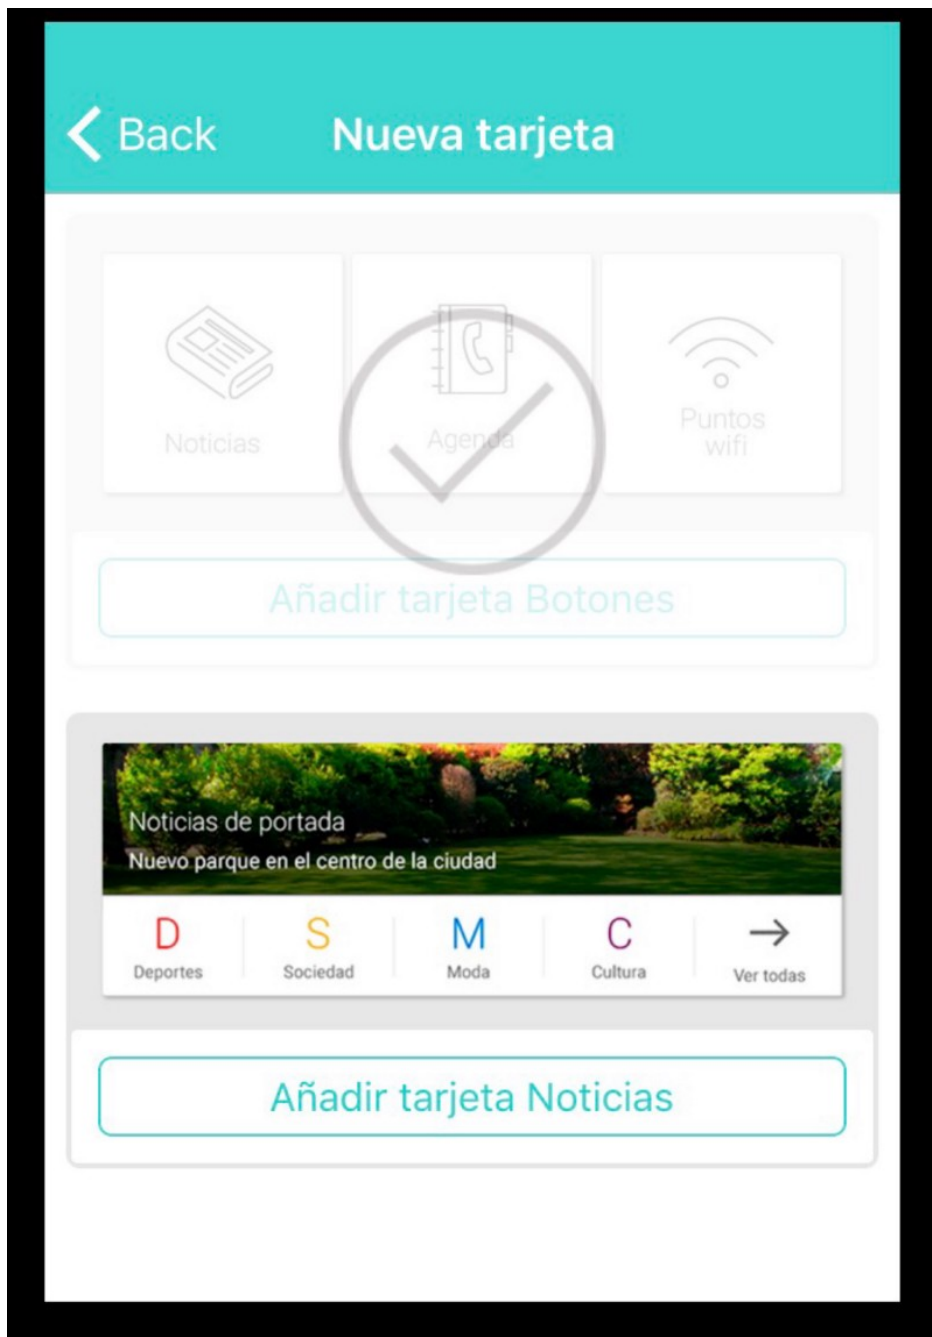 Back
Nueva tarjeta
Noticias
Agenda
Puntos
wifi
Añadir tarjeta Botones
Noticias de portada
Nuevo parque en el centro de la ciudad
D
Deportes
S
Sociedad
M
Moda
C
Cultura
Ver todas
Añadir tarjeta Noticias